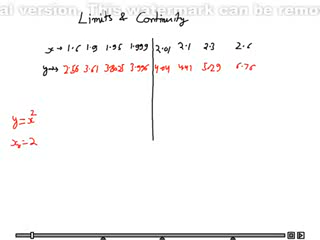 al version. This watermark can be remo
Limits & Continuity
x → 1.6 1.9 1.95 1.999 2.01 2.1 2.3 2.6
y → 2.56 3.61 3.8025 3.996 4.04 4.41 5.29 6.76
y = x²
x₀ = 2